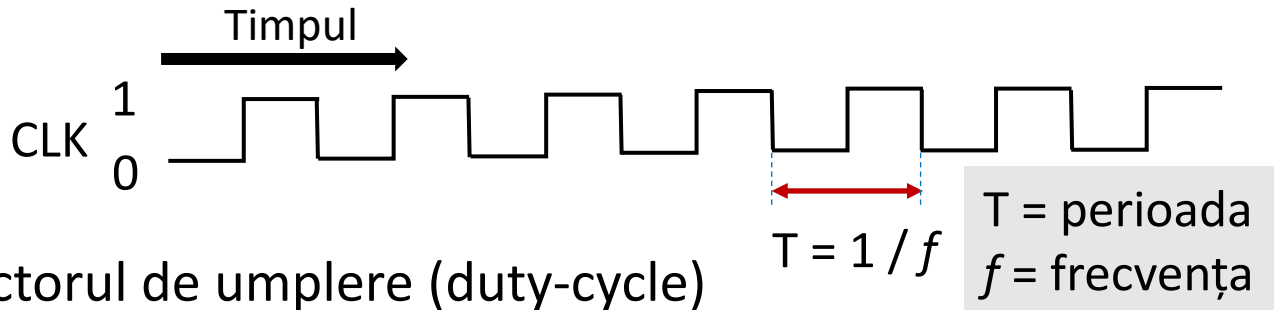 Timpul
1
CLK
0
T = 1 / f
T = perioada
f = frecvența
ctorul de umplere (duty-cycle)